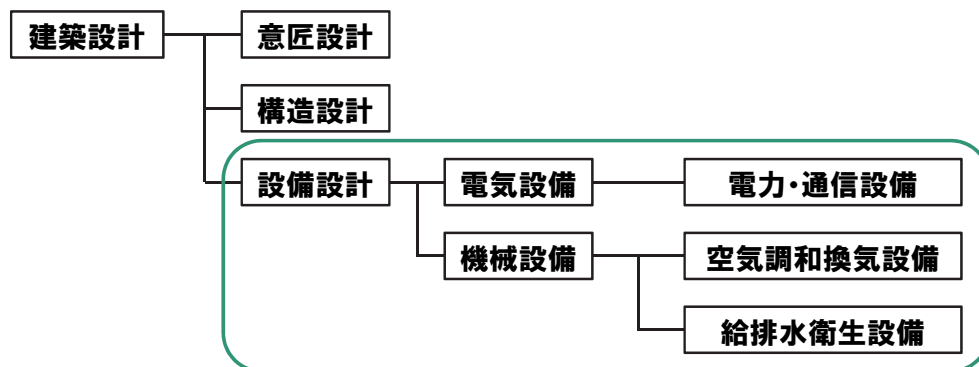 建築設計
意匠設計
構造設計
設備設計
電気設備
電力・通信設備
機械設備
空気調和換気設備
給排水衛生設備